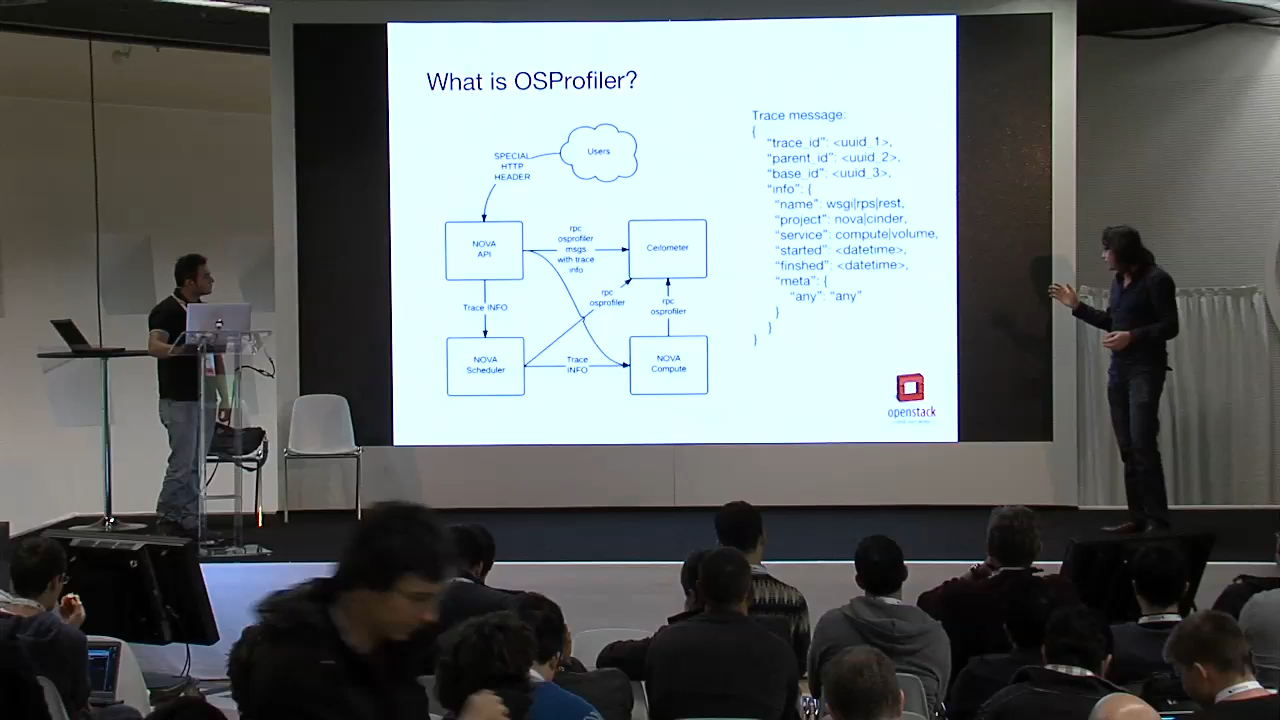 What is OSProfiler?
Users
SPECIAL
HTTP
HEADER
NOVA
API
rpc
osprofiler
msgs
with trace
info
Ceilometer
Trace INFO
rpc
osprofiler
rpc
osprofiler
NOVA
Scheduler
Trace
INFO
NOVA
Compute
Trace message:
{
"trace_id": <uuid_1>,
"parent_id": <uuid_2>,
"base_id": <uuid_3>,
"info": {
"name": wsgi|rps|rest,
"project": nova|cinder,
"service": compute|volume,
"started": <datetime>,
"finshed": <datetime>,
"meta": {
"any": "any"
}
}
}
openstack